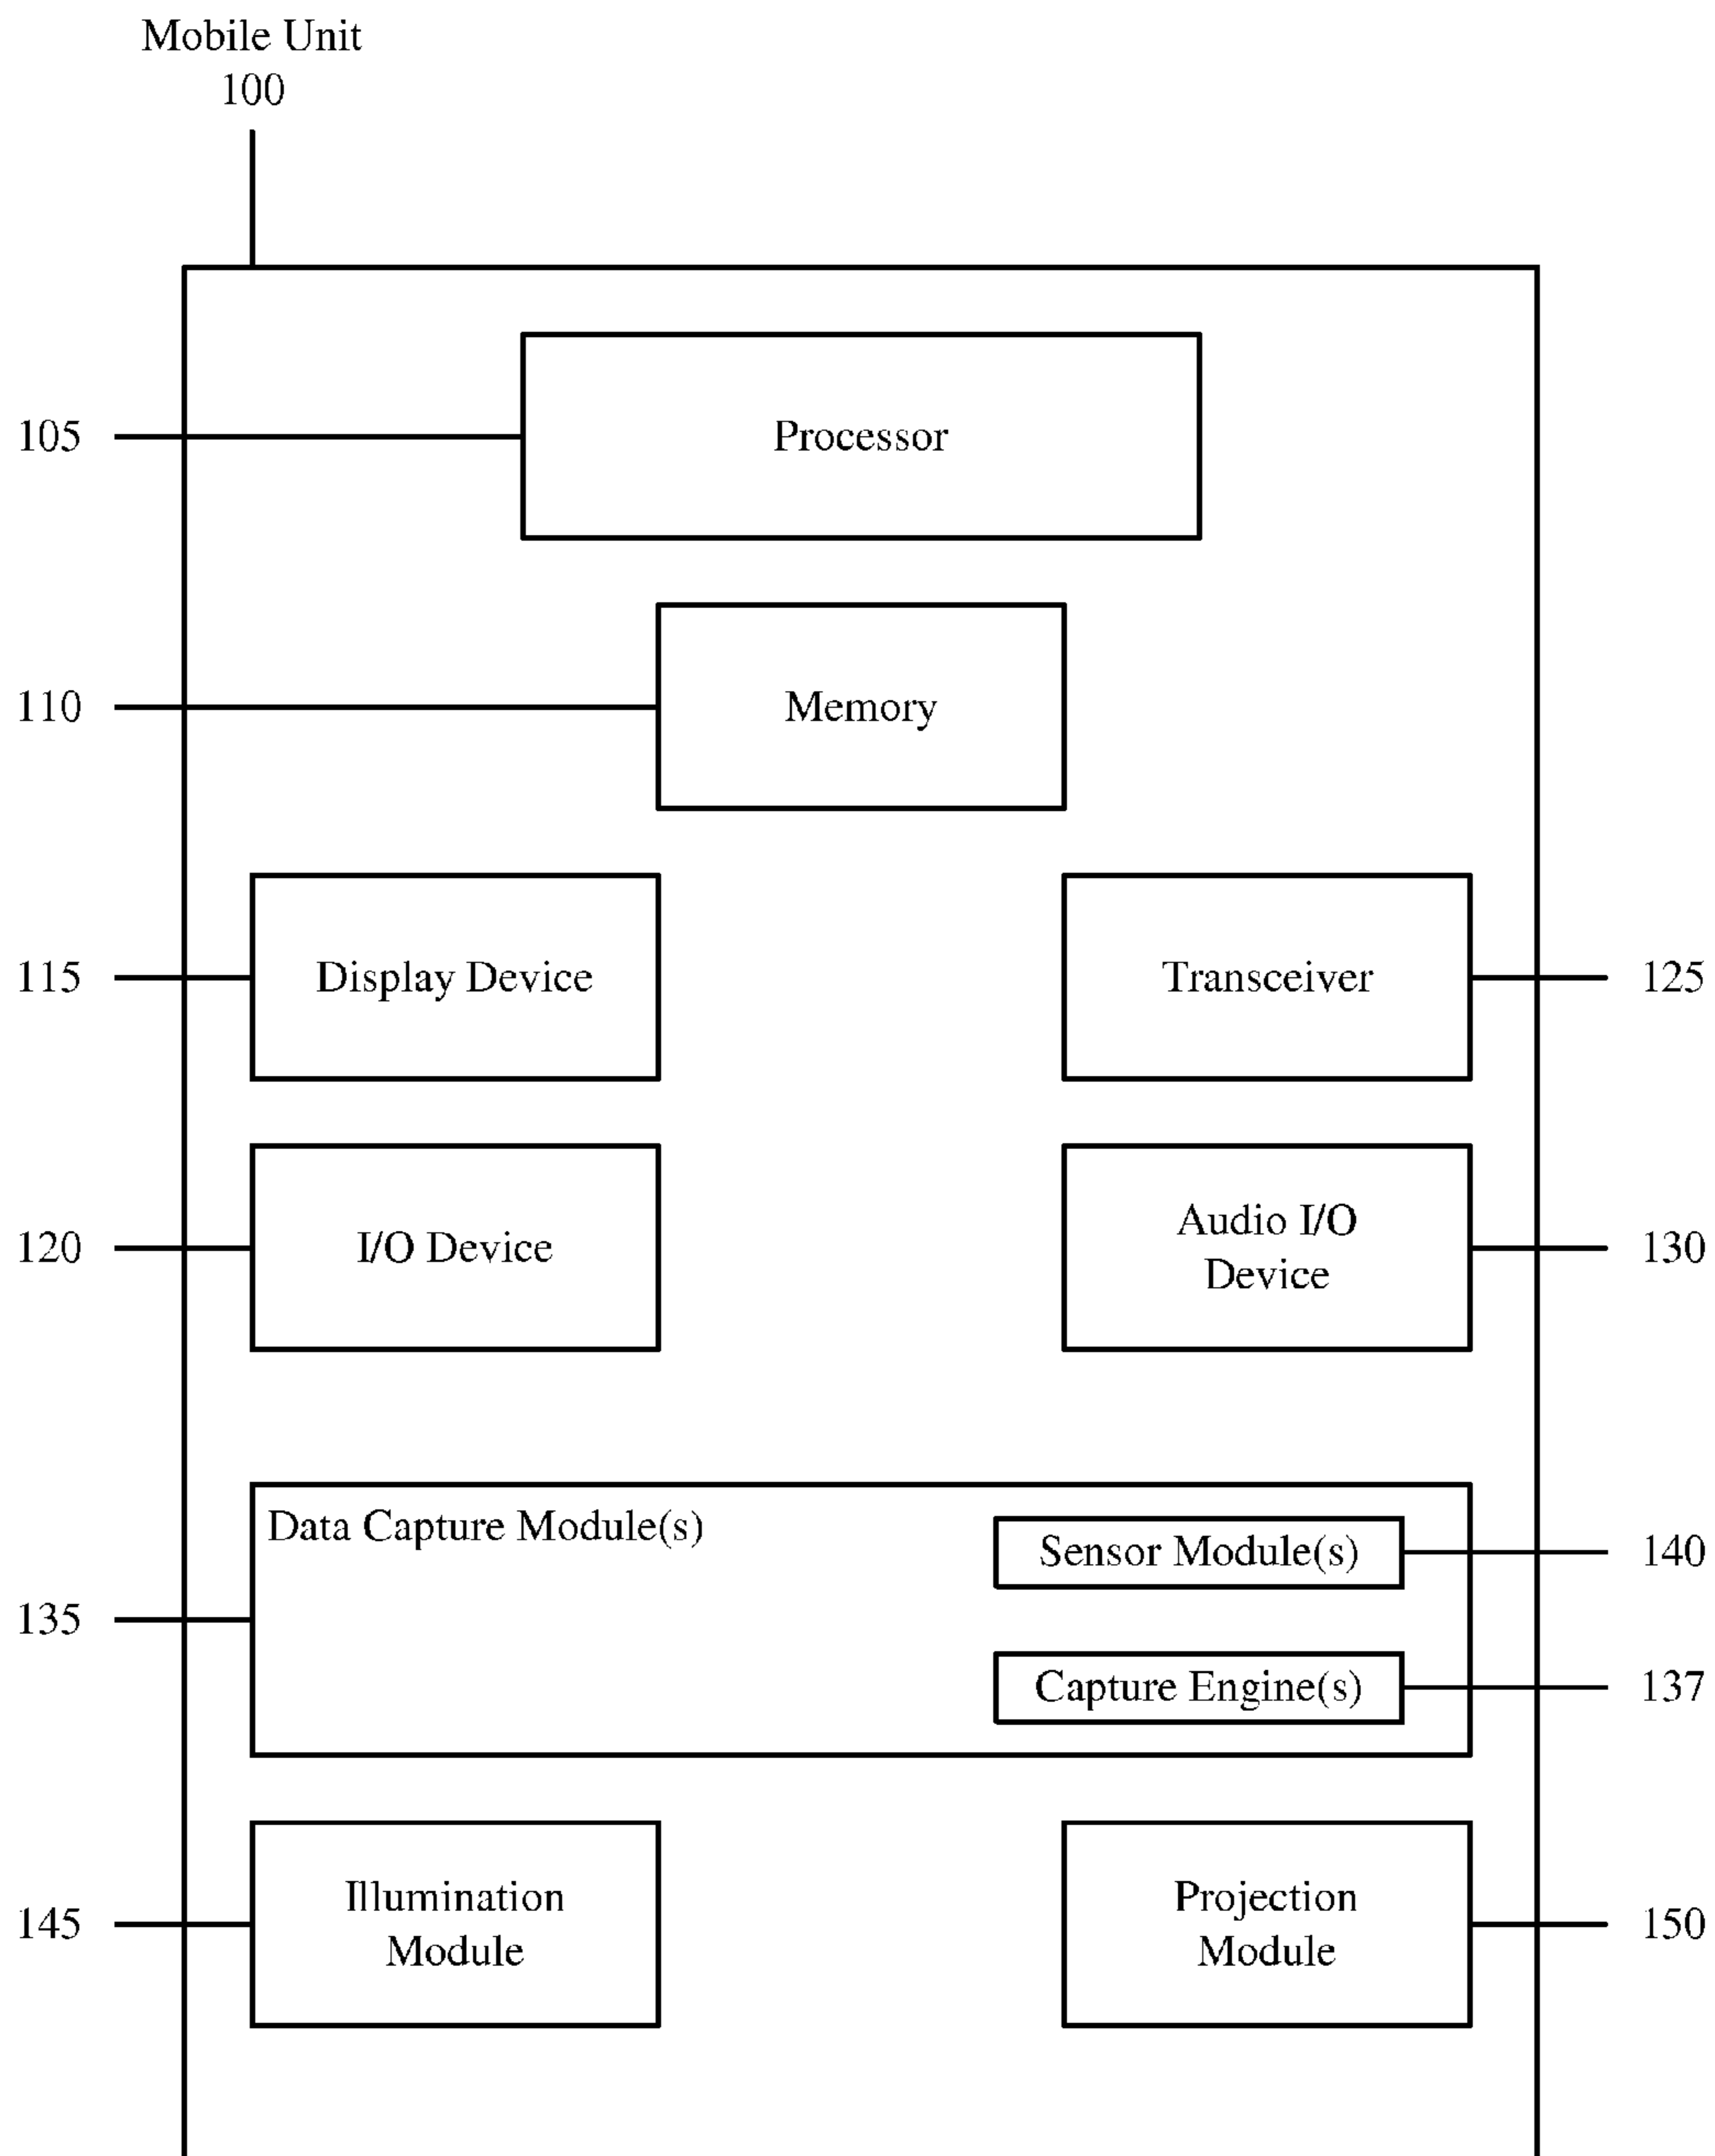 Mobile Unit
100
105
Processor
110
Memory
115
Display Device
Transceiver
125
120
I/O Device
Audio I/O
Device
130
Data Capture Module(s)
Sensor Module(s)
140
135
Capture Engine(s)
137
145
Illumination
Module
Projection
Module
150